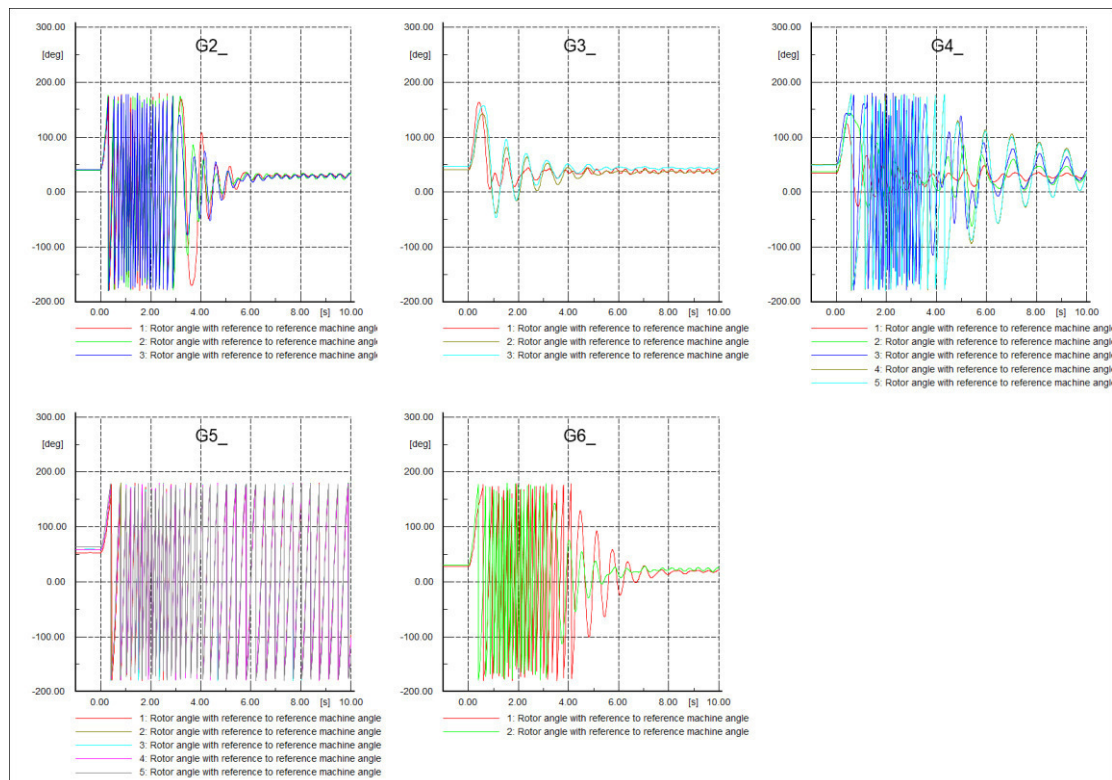 300.00
[deg]
200.00
100.00
0.00
-100.00
-200.00
G2_
0.00 2.00 4.00 6.00 8.00 [s] 10.00
1: Rotor angle with reference to reference machine angle
2: Rotor angle with reference to reference machine angle
3: Rotor angle with reference to reference machine angle
300.00
[deg]
200.00
100.00
0.00
-100.00
-200.00
G3_
0.00 2.00 4.00 6.00 8.00 [s] 10.00
1: Rotor angle with reference to reference machine angle
2: Rotor angle with reference to reference machine angle
3: Rotor angle with reference to reference machine angle
300.00
[deg]
200.00
100.00
0.00
-100.00
-200.00
G4_
0.00 2.00 4.00 6.00 8.00 [s] 10.00
1: Rotor angle with reference to reference machine angle
2: Rotor angle with reference to reference machine angle
3: Rotor angle with reference to reference machine angle
4: Rotor angle with reference to reference machine angle
5: Rotor angle with reference to reference machine angle
300.00
[deg]
200.00
100.00
0.00
-100.00
-200.00
G5_
0.00 2.00 4.00 6.00 8.00 [s] 10.00
1: Rotor angle with reference to reference machine angle
2: Rotor angle with reference to reference machine angle
3: Rotor angle with reference to reference machine angle
4: Rotor angle with reference to reference machine angle
5: Rotor angle with reference to reference machine angle
300.00
[deg]
200.00
100.00
0.00
-100.00
-200.00
G6_
0.00 2.00 4.00 6.00 8.00 [s] 10.00
1: Rotor angle with reference to reference machine angle
2: Rotor angle with reference to reference machine angle